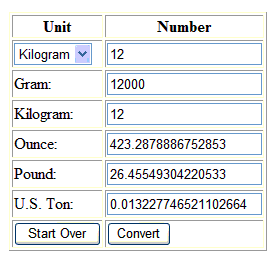 Unit Number
Kilogram 12
Gram: 12000
Kilogram: 12
Ounce: 423.2878886752853
Pound: 26.45549304220533
U.S. Ton: 0.013227746521102664
Start Over Convert